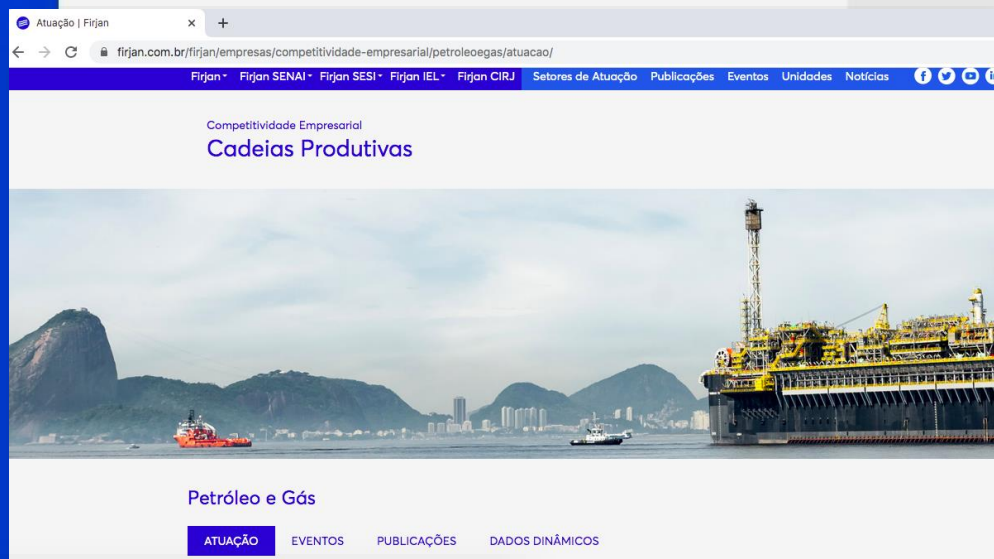 Atuação | Firjan
firjan.com.br/firjan/empresas/competitividade-empresarial/petroleoegas/atuacao/
Firjan Firjan SENAI Firjan SESI Firjan IEL Firjan CIRJ Setores de Atuação Publicações Eventos Unidades Notícias
Competitividade Empresarial
Cadeias Produtivas
Petróleo e Gás
ATUAÇÃO EVENTOS PUBLICAÇÕES DADOS DINÂMICOS